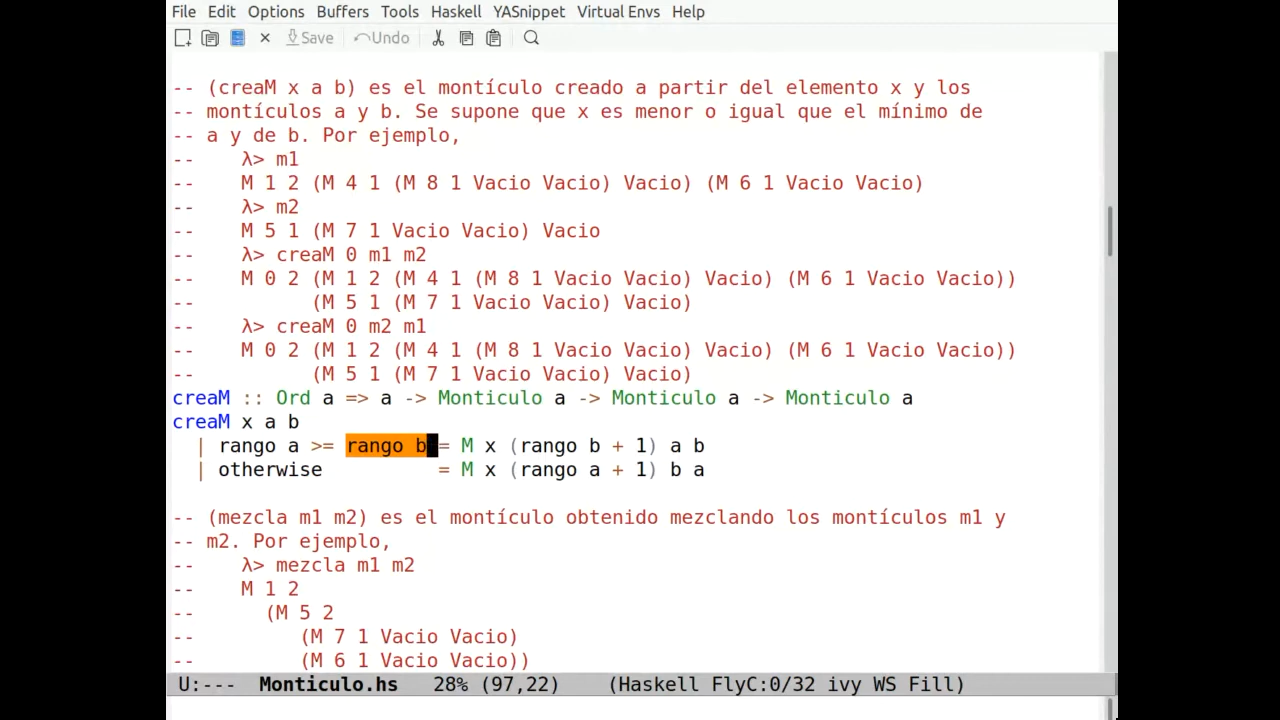 File Edit Options Buffers Tools Haskell YASnippet Virtual Envs Help
Save Undo
-- (creaM x a b) es el montículo creado a partir del elemento x y los
-- montículos a y b. Se supone que x es menor o igual que el mínimo de
-- a y de b. Por ejemplo,
--    λ> m1
--    M 1 2 (M 4 1 (M 8 1 Vacio Vacio) Vacio) (M 6 1 Vacio Vacio)
--    λ> m2
--    M 5 1 (M 7 1 Vacio Vacio) Vacio
--    λ> creaM 0 m1 m2
--    M 0 2 (M 1 2 (M 4 1 (M 8 1 Vacio Vacio) Vacio) (M 6 1 Vacio Vacio))
--          (M 5 1 (M 7 1 Vacio Vacio) Vacio)
--    λ> creaM 0 m2 m1
--    M 0 2 (M 1 2 (M 4 1 (M 8 1 Vacio Vacio) Vacio) (M 6 1 Vacio Vacio))
--          (M 5 1 (M 7 1 Vacio Vacio) Vacio)
creaM :: Ord a => a -> Monticulo a -> Monticulo a -> Monticulo a
creaM x a b
  | rango a >= rango b = M x (rango b + 1) a b
  | otherwise          = M x (rango a + 1) b a
-- (mezcla m1 m2) es el montículo obtenido mezclando los montículos m1 y
-- m2. Por ejemplo,
--    λ> mezcla m1 m2
--    M 1 2
--      (M 5 2
--         (M 7 1 Vacio Vacio)
--         (M 6 1 Vacio Vacio))
U:--- Monticulo.hs 28% (97,22) (Haskell FlyC:0/32 ivy WS Fill)